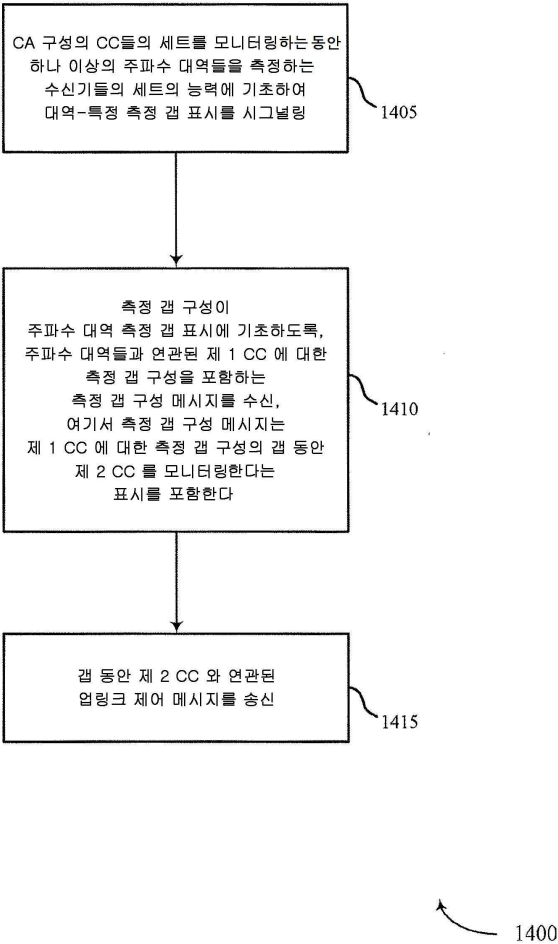 CA 구성의 CC들의 세트를 모니터링하는동안
하나 이상의 주파수 대역들을 측정하는
수신기들의 세트의 능력에 기초하여
대역-특정 측정 갭 표시를 시그널링
1405
측정 갭 구성이
주파수 대역 측정 갭 표시에 기초하도록,
주파수 대역들과 연관된 제 1 CC 에 대한
측정 갭 구성을 포함하는
측정 갭 구성 메시지를 수신,
여기서 측정 갭 구성 메시지는
제 1 CC 에 대한 측정 갭 구성의 갭 동안
제 2 CC 를 모니터링한다는
표시를 포함한다
1410
갭 동안 제 2 CC 와 연관된
업링크 제어 메시지를 송신
1415
1400